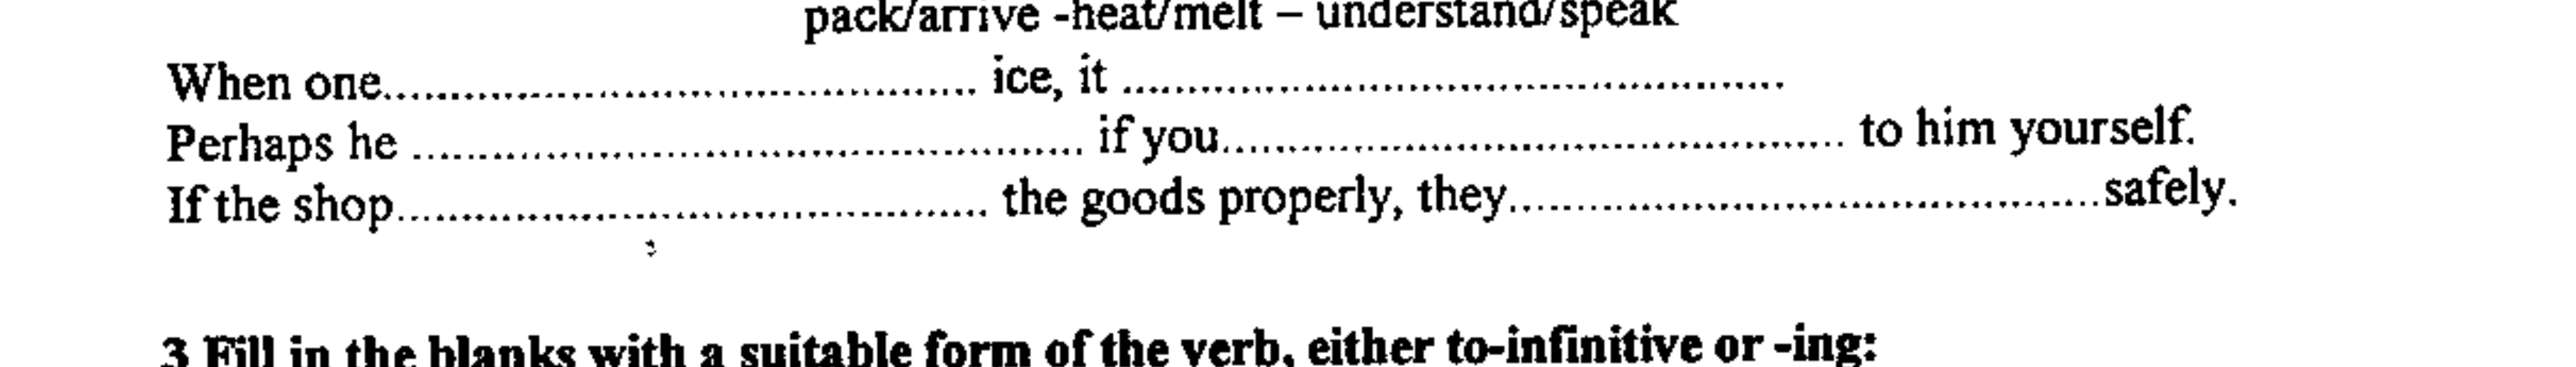 pack/arrive -heat/melt – understand/speak
When one............................................. ice, it ..................................................
Perhaps he ................................................... if you............................................... to him yourself.
If the shop............................................. the goods properly, they.............................................safely.
3 Fill in the blanks with a suitable form of the verb, either to-infinitive or -ing: